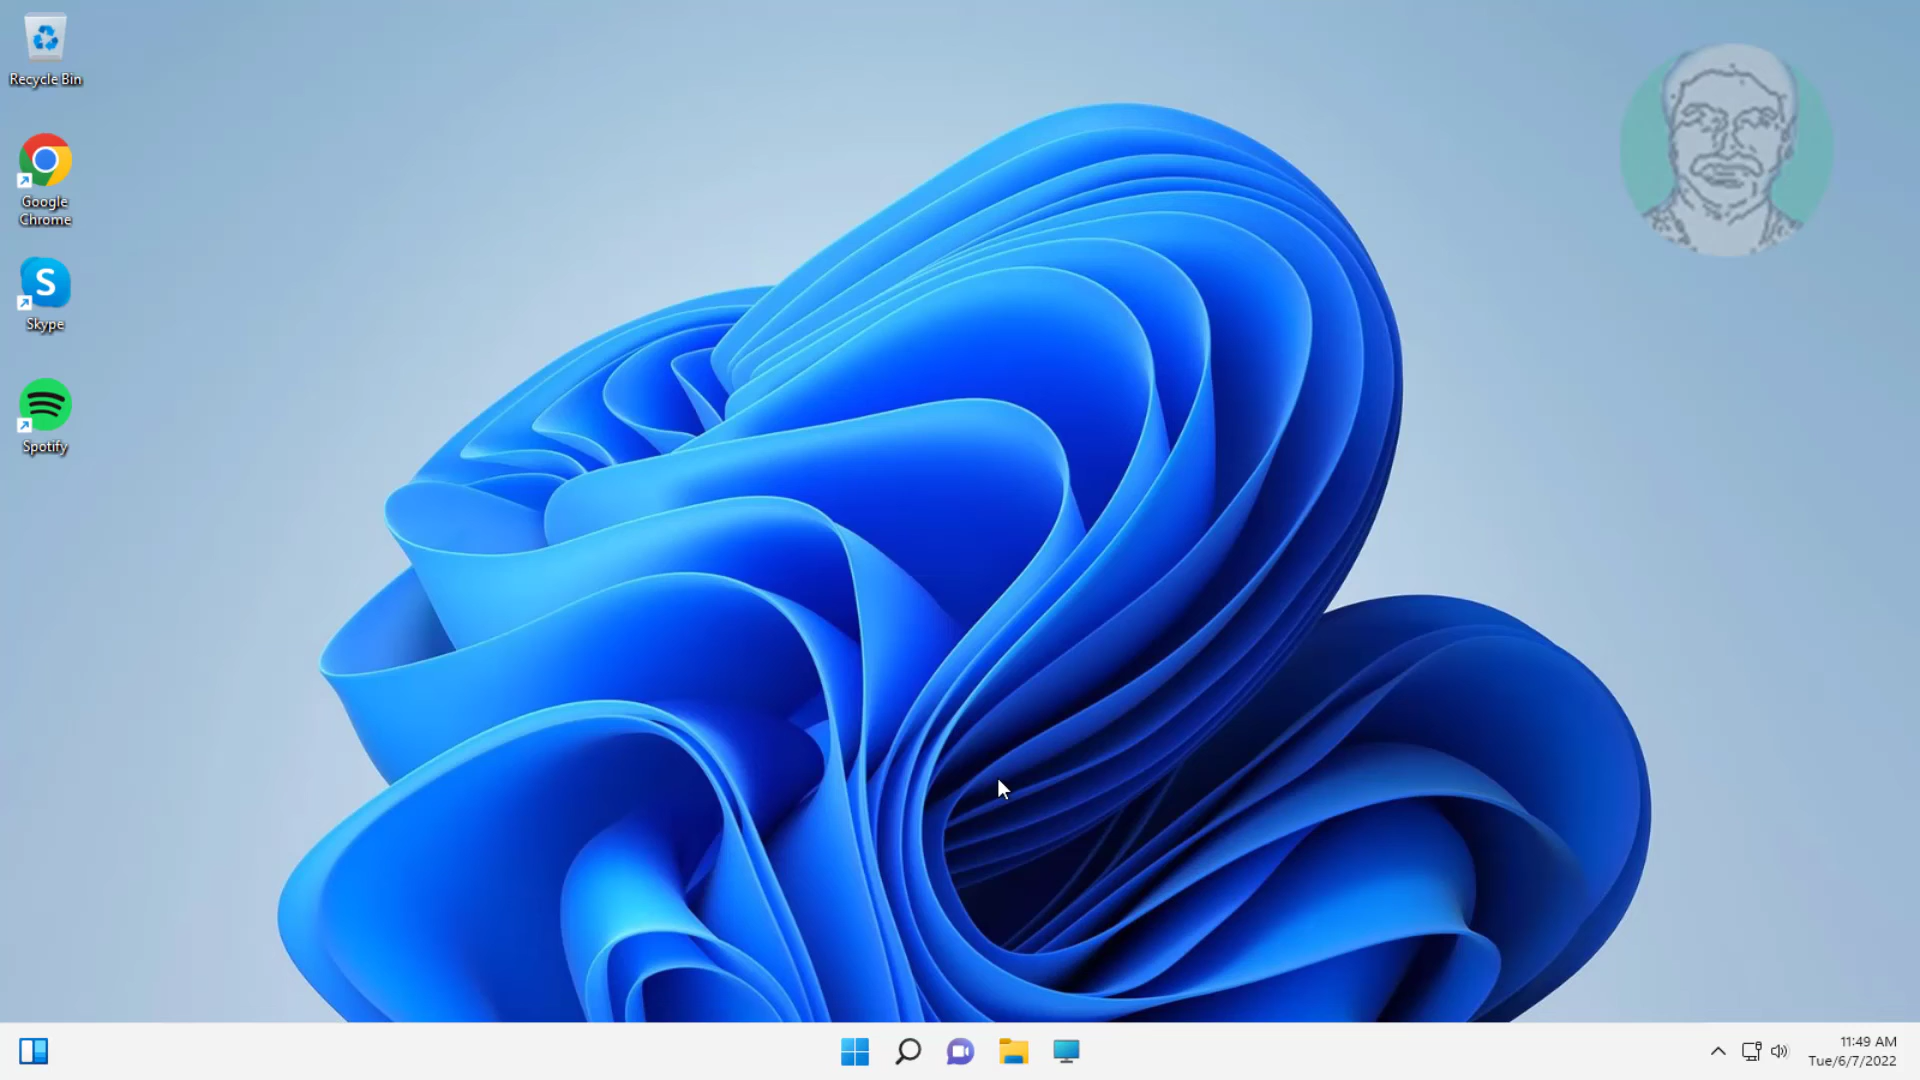 Recycle Bin
Google
Chrome
S
Skype
Spotify
11:49 AM
Tue/6/7/2022